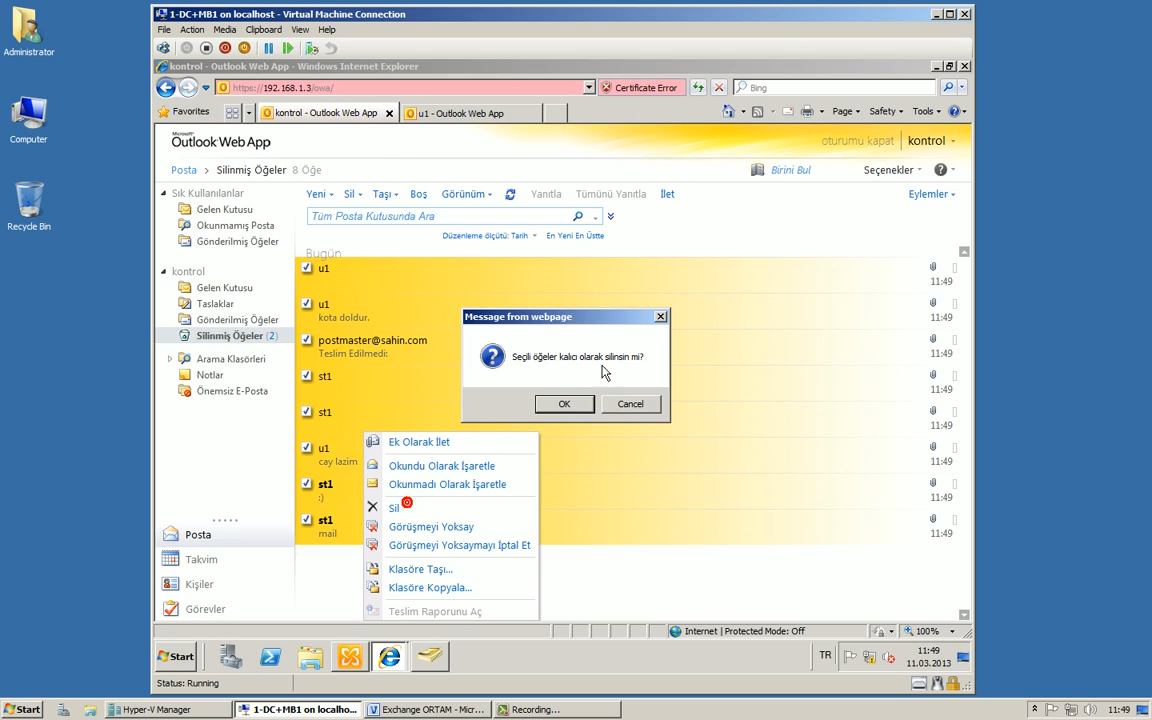 Administrator
Computer
Recycle Bin
1-DC+MB1 on localhost - Virtual Machine Connection
File Action Media Clipboard View Help
kontrol - Outlook Web App - Windows Internet Explorer
https://192.168.1.3/owa/
Certificate Error
Bing
Favorites
kontrol - Outlook Web App
u1 - Outlook Web App
Page Safety Tools
Microsoft
Outlook Web App
oturumu kapat
kontrol
Posta > Silinmiş Öğeler 8 Öğe
Birini Bul
Seçenekler
Sık Kullanılanlar
Gelen Kutusu
Okunmamış Posta
Gönderilmiş Öğeler
kontrol
Gelen Kutusu
Taslaklar
Gönderilmiş Öğeler
Silinmiş Öğeler (2)
Arama Klasörleri
Notlar
Önemsiz E-Posta
Posta
Takvim
Kişiler
Görevler
Yeni Sil Taşı Boş Görünüm Yanıtla Tümünü Yanıtla İlet
Eylemler
Tüm Posta Kutusunda Ara
Düzenleme ölçütü: Tarih En Yeni En Üstte
Bugün
u1
11:49
u1
kota doldur.
11:49
postmaster@sahin.com
Teslim Edilmedi:
11:49
st1
11:49
st1
11:49
u1
cay lazim
11:49
st1
:)
11:49
st1
mail
11:49
Message from webpage
Seçili öğeler kalıcı olarak silinsin mi?
OK
Cancel
Ek Olarak İlet
Okundu Olarak İşaretle
Okunmadı Olarak İşaretle
Sil
Görüşmeyi Yoksay
Görüşmeyi Yoksaymayı İptal Et
Klasöre Taşı...
Klasöre Kopyala...
Teslim Raporunu Aç
Internet | Protected Mode: Off
100%
Start
TR
11:49
11.03.2013
Status: Running
Start
Hyper-V Manager
1-DC+MB1 on localho...
Exchange ORTAM - Micr...
Recording...
11:49